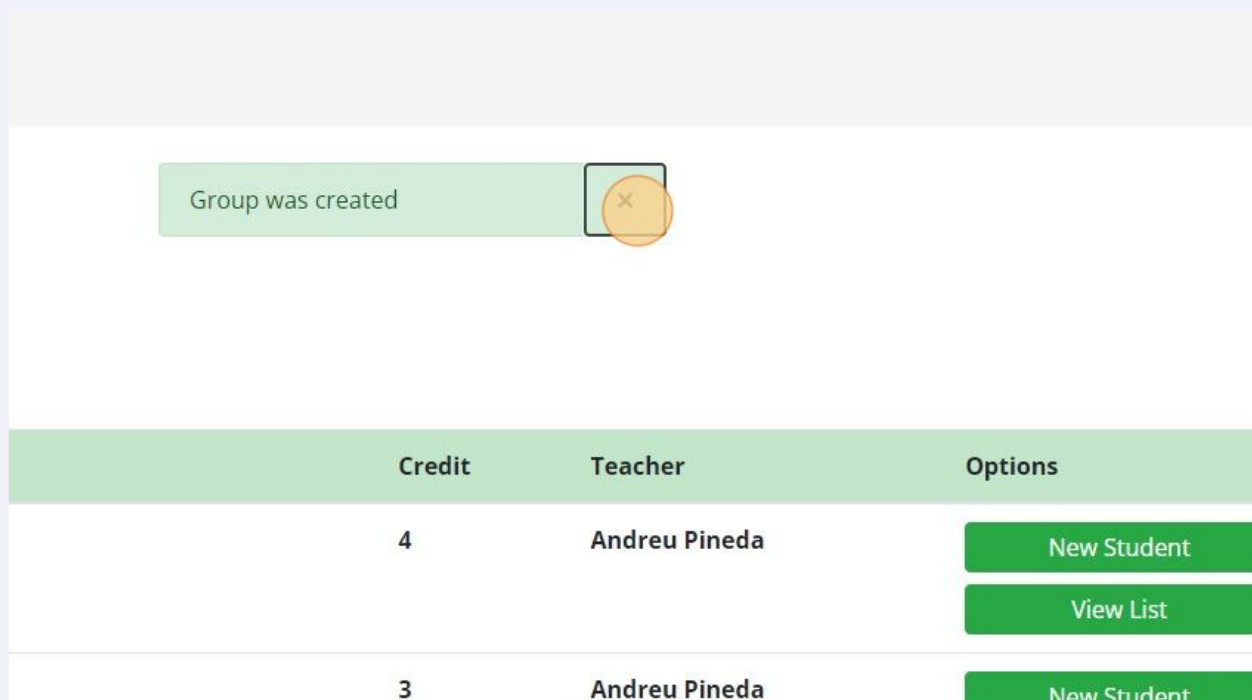 Group was created ×
Credit Teacher Options
4 Andreu Pineda New Student
View List
3 Andreu Pineda New Student